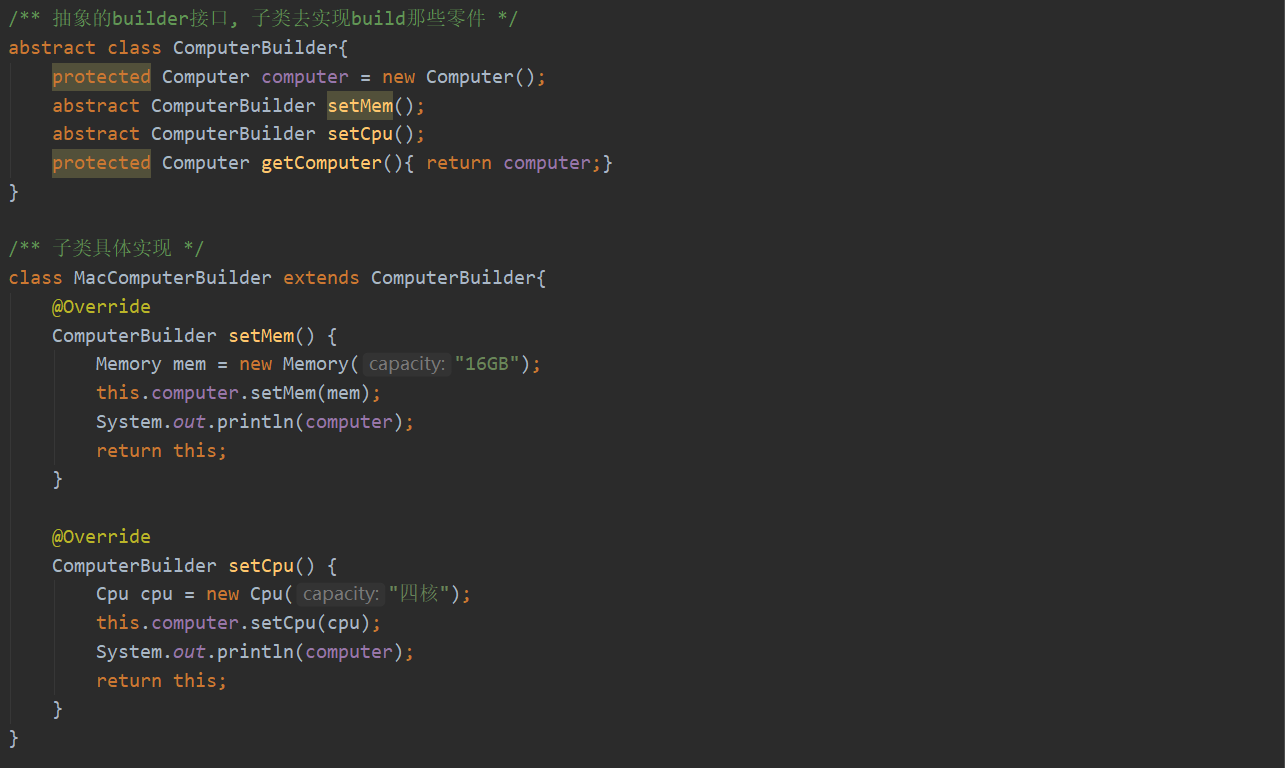 /** 抽象的builder接口, 子类去实现build那些零件 */
abstract class ComputerBuilder{
    protected Computer computer = new Computer();
    abstract ComputerBuilder setMem();
    abstract ComputerBuilder setCpu();
    protected Computer getComputer(){ return computer;}
}

/** 子类具体实现 */
class MacComputerBuilder extends ComputerBuilder{
    @Override
    ComputerBuilder setMem() {
        Memory mem = new Memory( capacity: "16GB");
        this.computer.setMem(mem);
        System.out.println(computer);
        return this;
    }

    @Override
    ComputerBuilder setCpu() {
        Cpu cpu = new Cpu( capacity: "四核");
        this.computer.setCpu(cpu);
        System.out.println(computer);
        return this;
    }
}